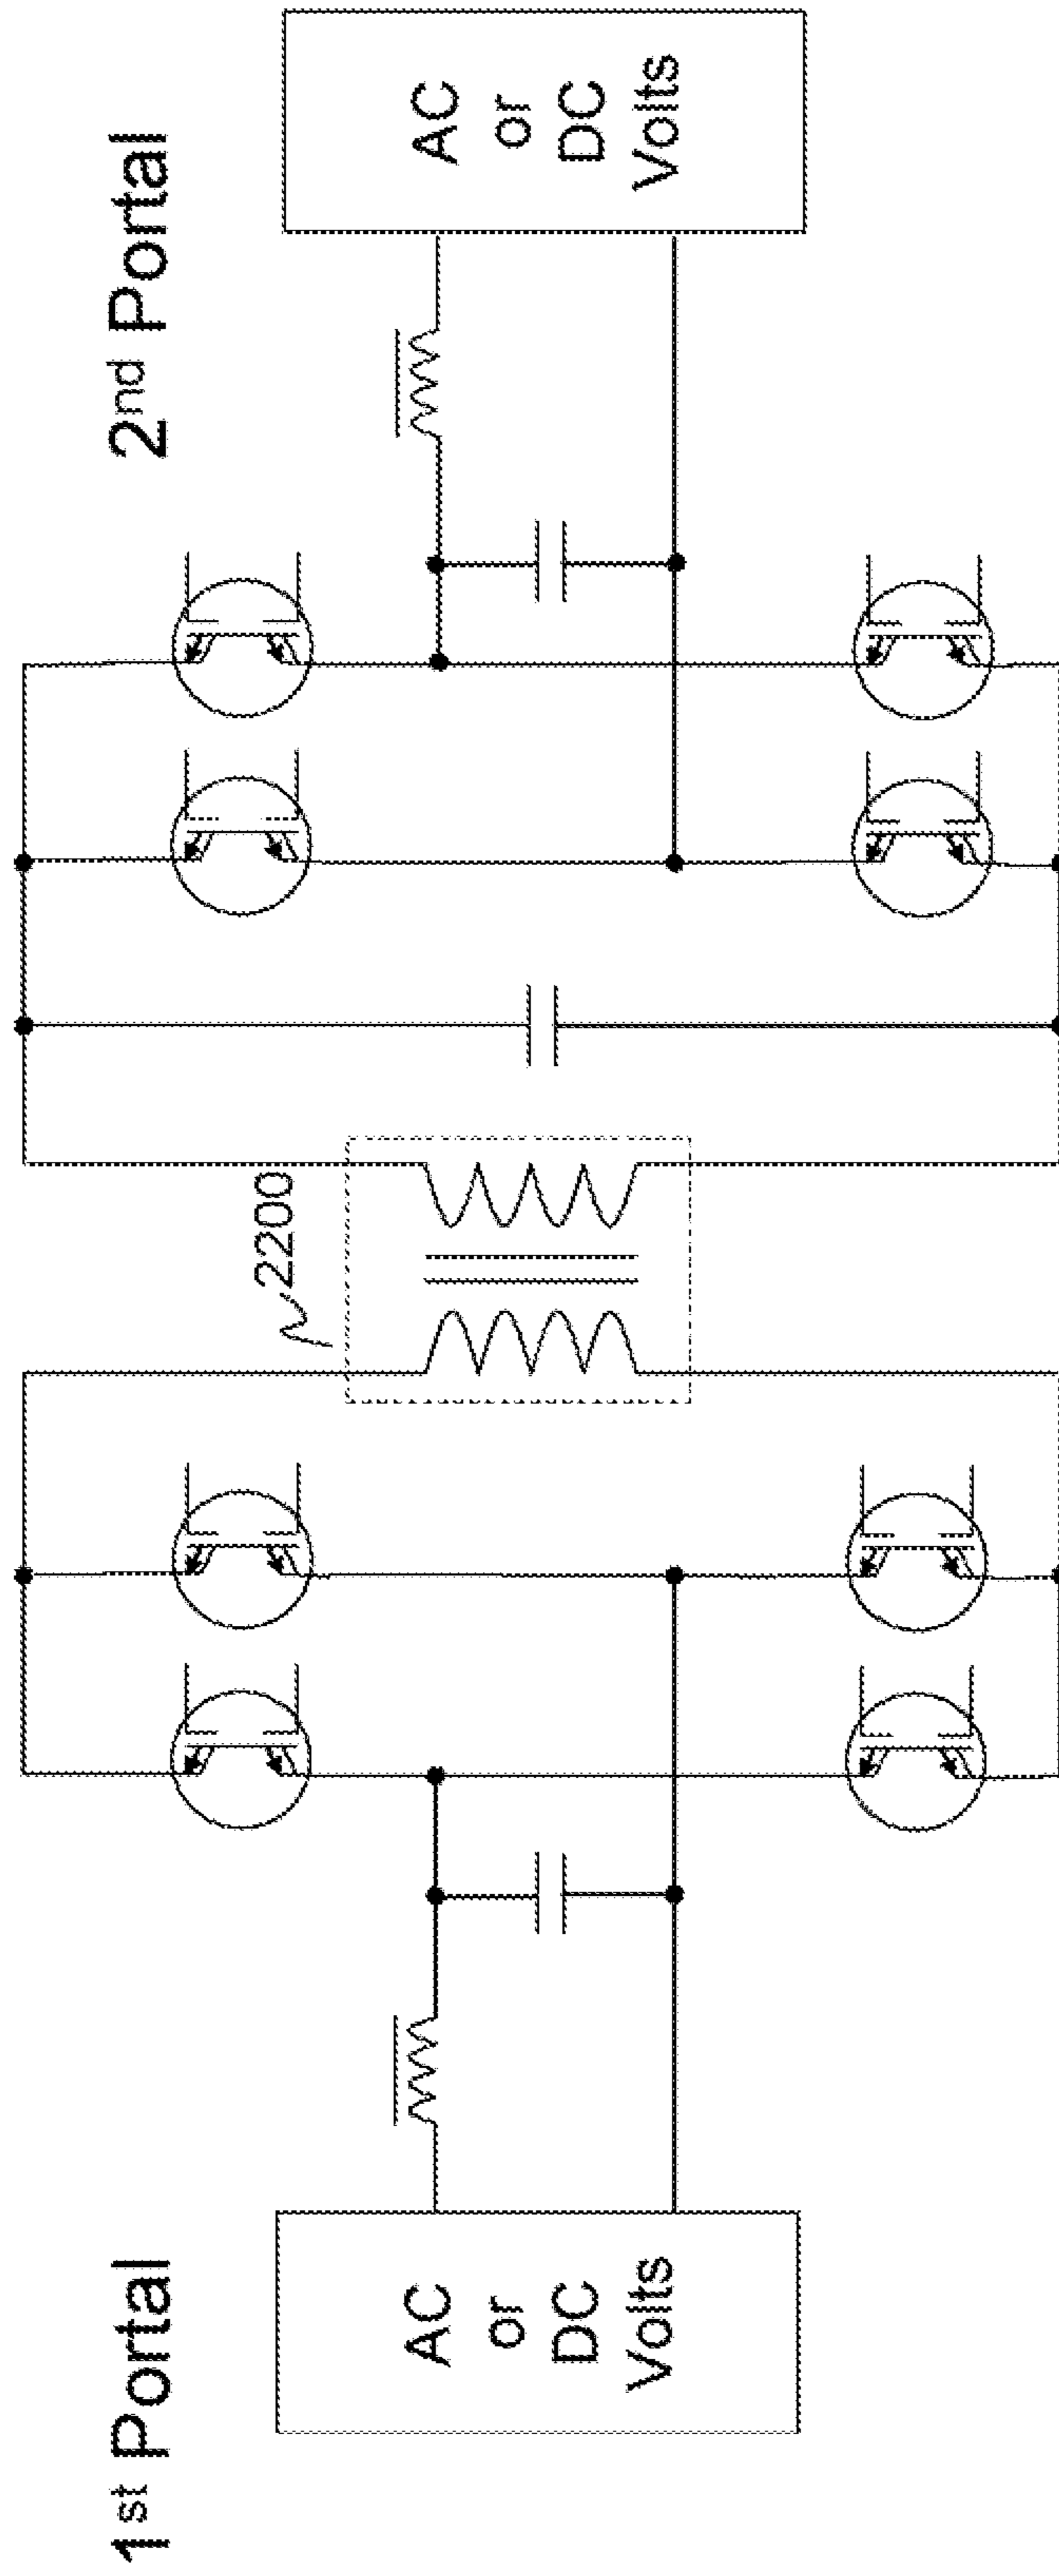 1st Portal
AC
or
DC
Volts
2200
2nd Portal
AC
or
DC
Volts